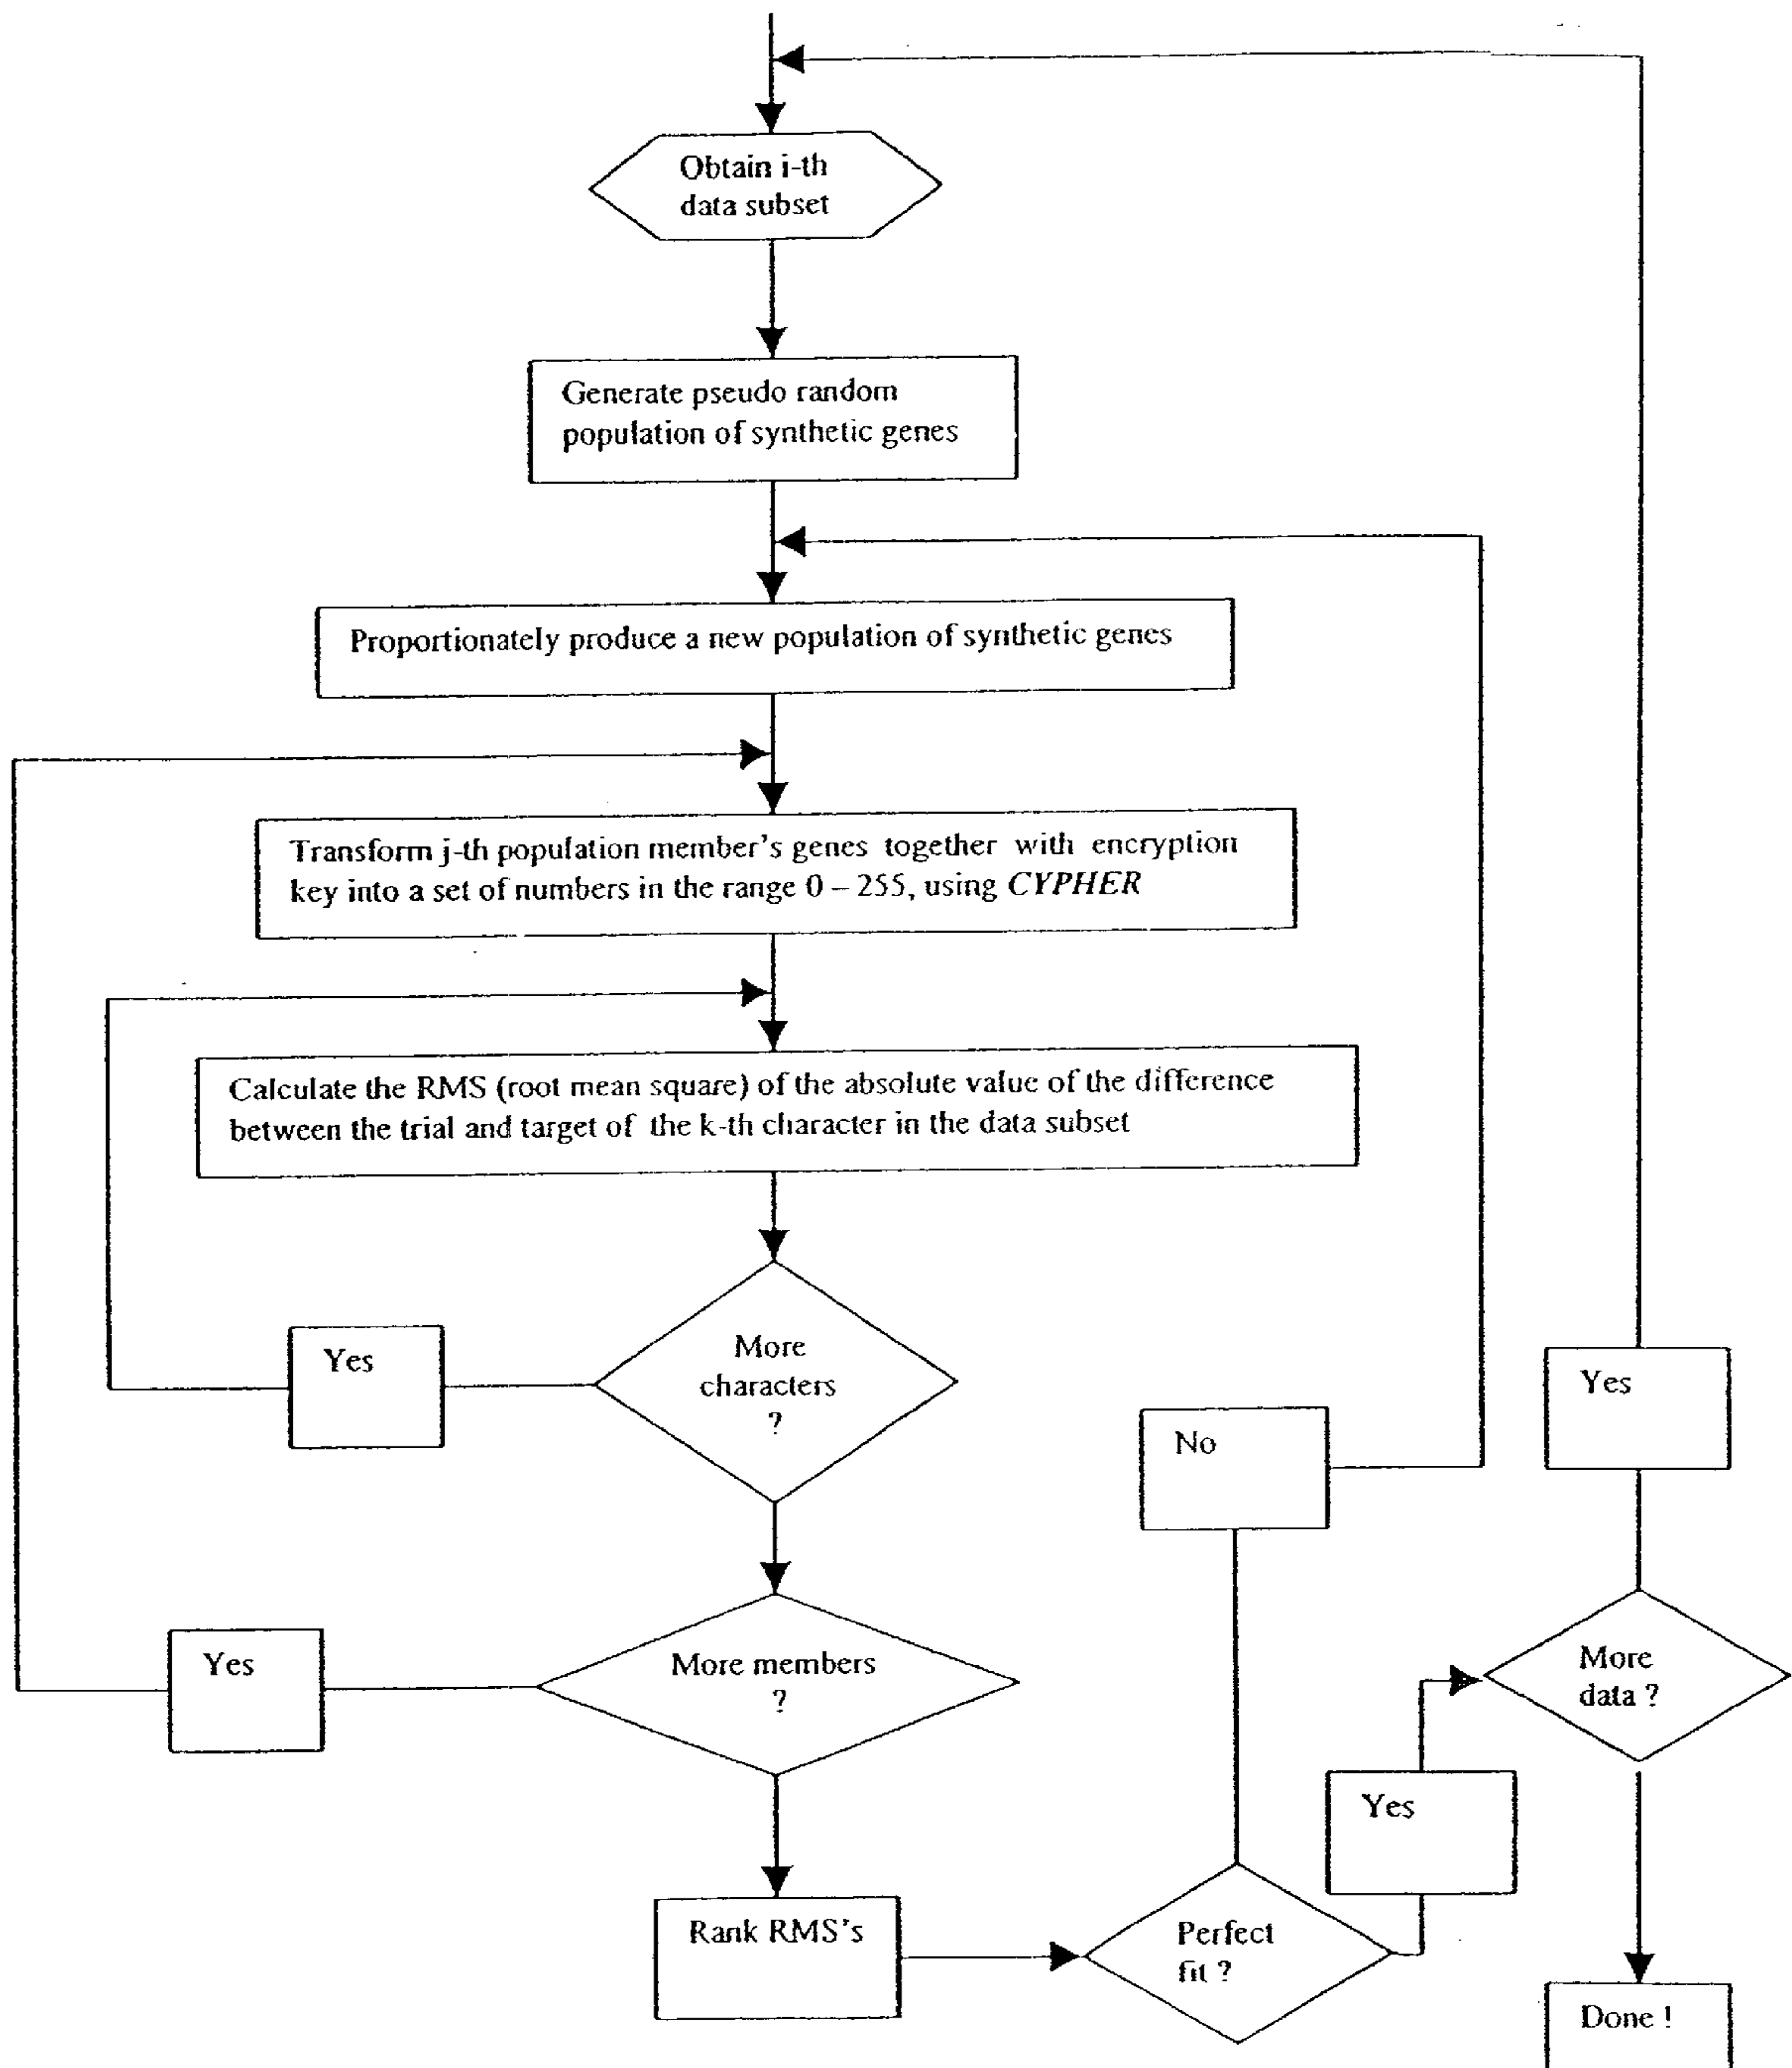 Obtain i-th
data subset
Generate pseudo random
population of synthetic genes
Proportionately produce a new population of synthetic genes
Transform j-th population member's genes together with encryption
key into a set of numbers in the range 0 – 255, using CYPHER
Calculate the RMS (root mean square) of the absolute value of the difference
between the trial and target of the k-th character in the data subset
More
characters
?
Yes
More members
?
Yes
Rank RMS's
Perfect
fit ?
No
Yes
More
data ?
Yes
Done !